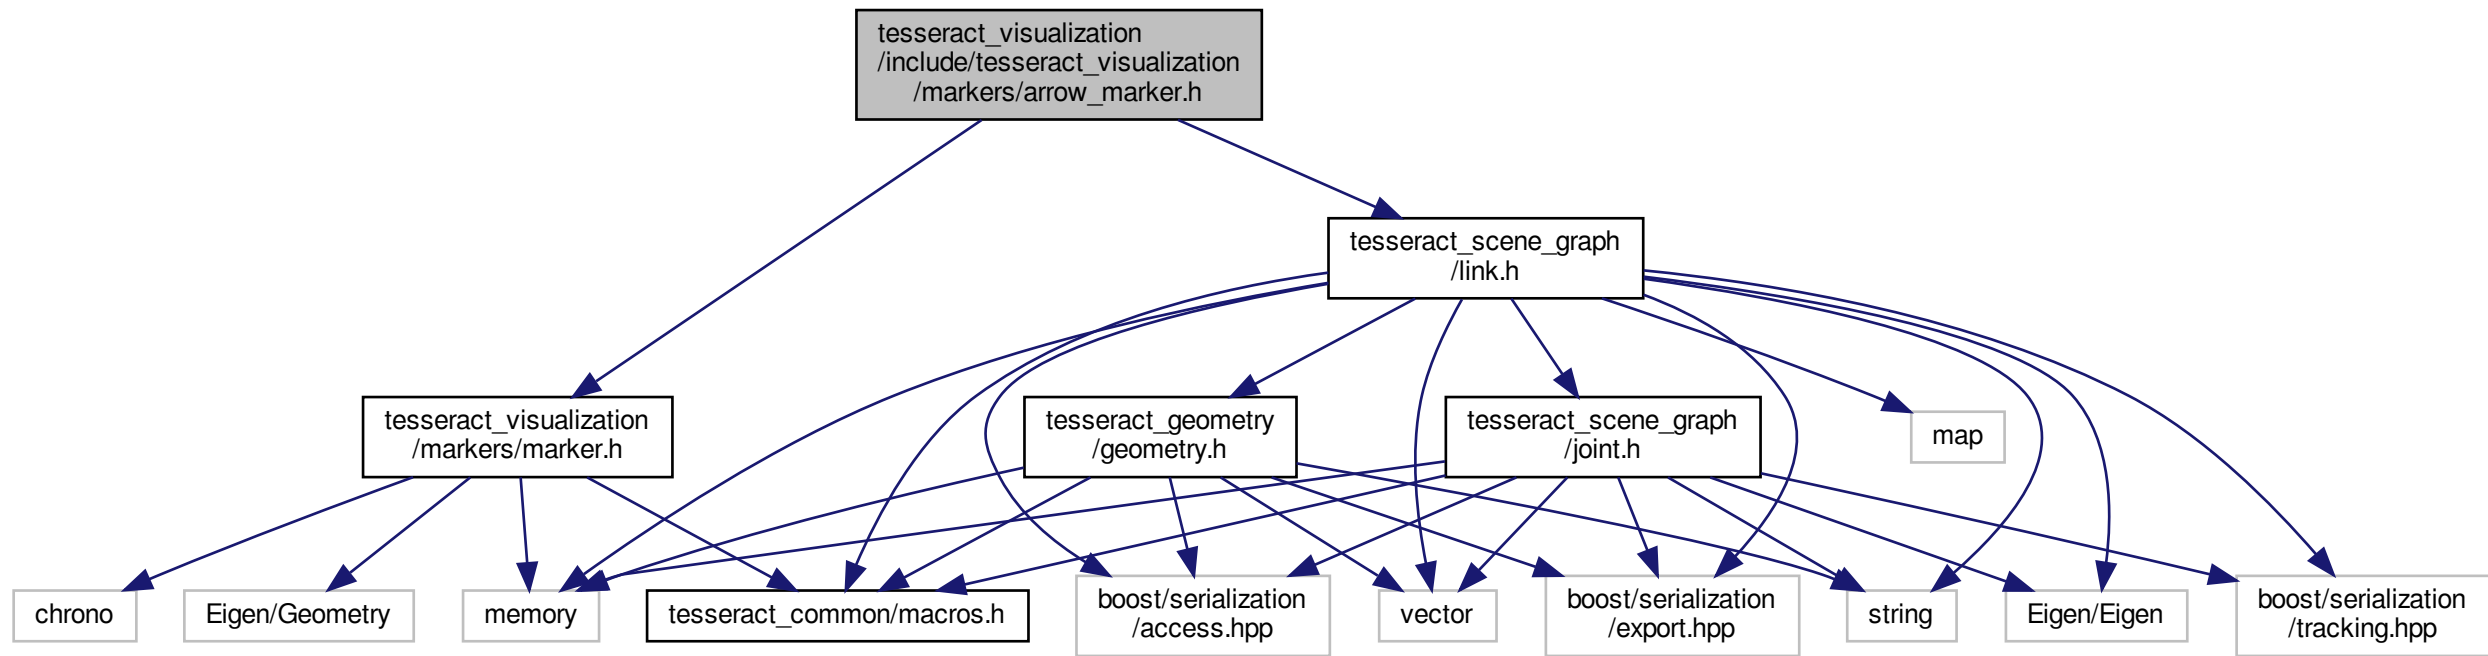 tesseract_visualization
/include/tesseract_visualization
/markers/arrow_marker.h
tesseract_scene_graph
/link.h
tesseract_visualization
/markers/marker.h
tesseract_geometry
/geometry.h
tesseract_scene_graph
/joint.h
map
chrono
Eigen/Geometry
memory
tesseract_common/macros.h
boost/serialization
/access.hpp
vector
boost/serialization
/export.hpp
string
Eigen/Eigen
boost/serialization
/tracking.hpp